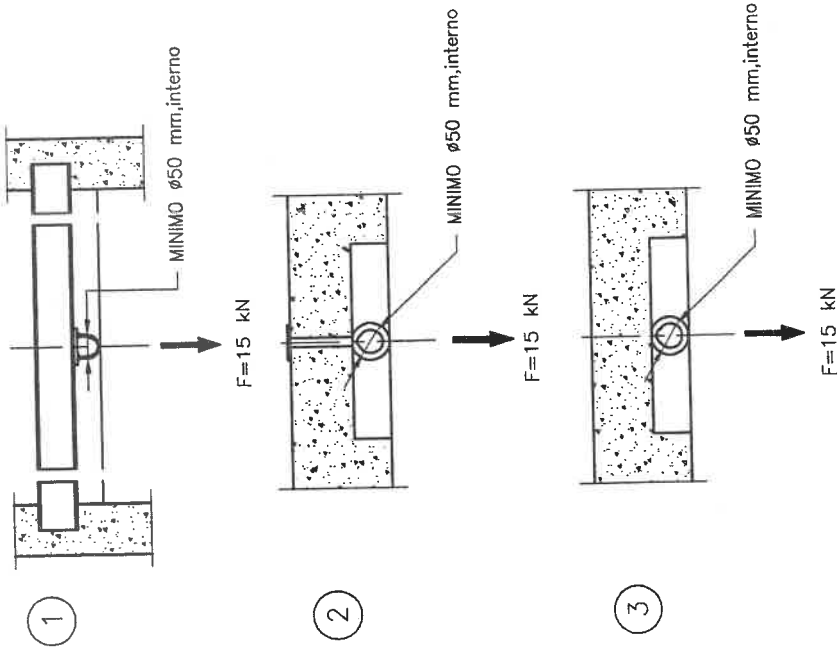 1
MINIMO ø50 mm,interno
F=15 kN
2
MINIMO ø50 mm,interno
F=15 kN
3
MINIMO ø50 mm,interno
F=15 kN